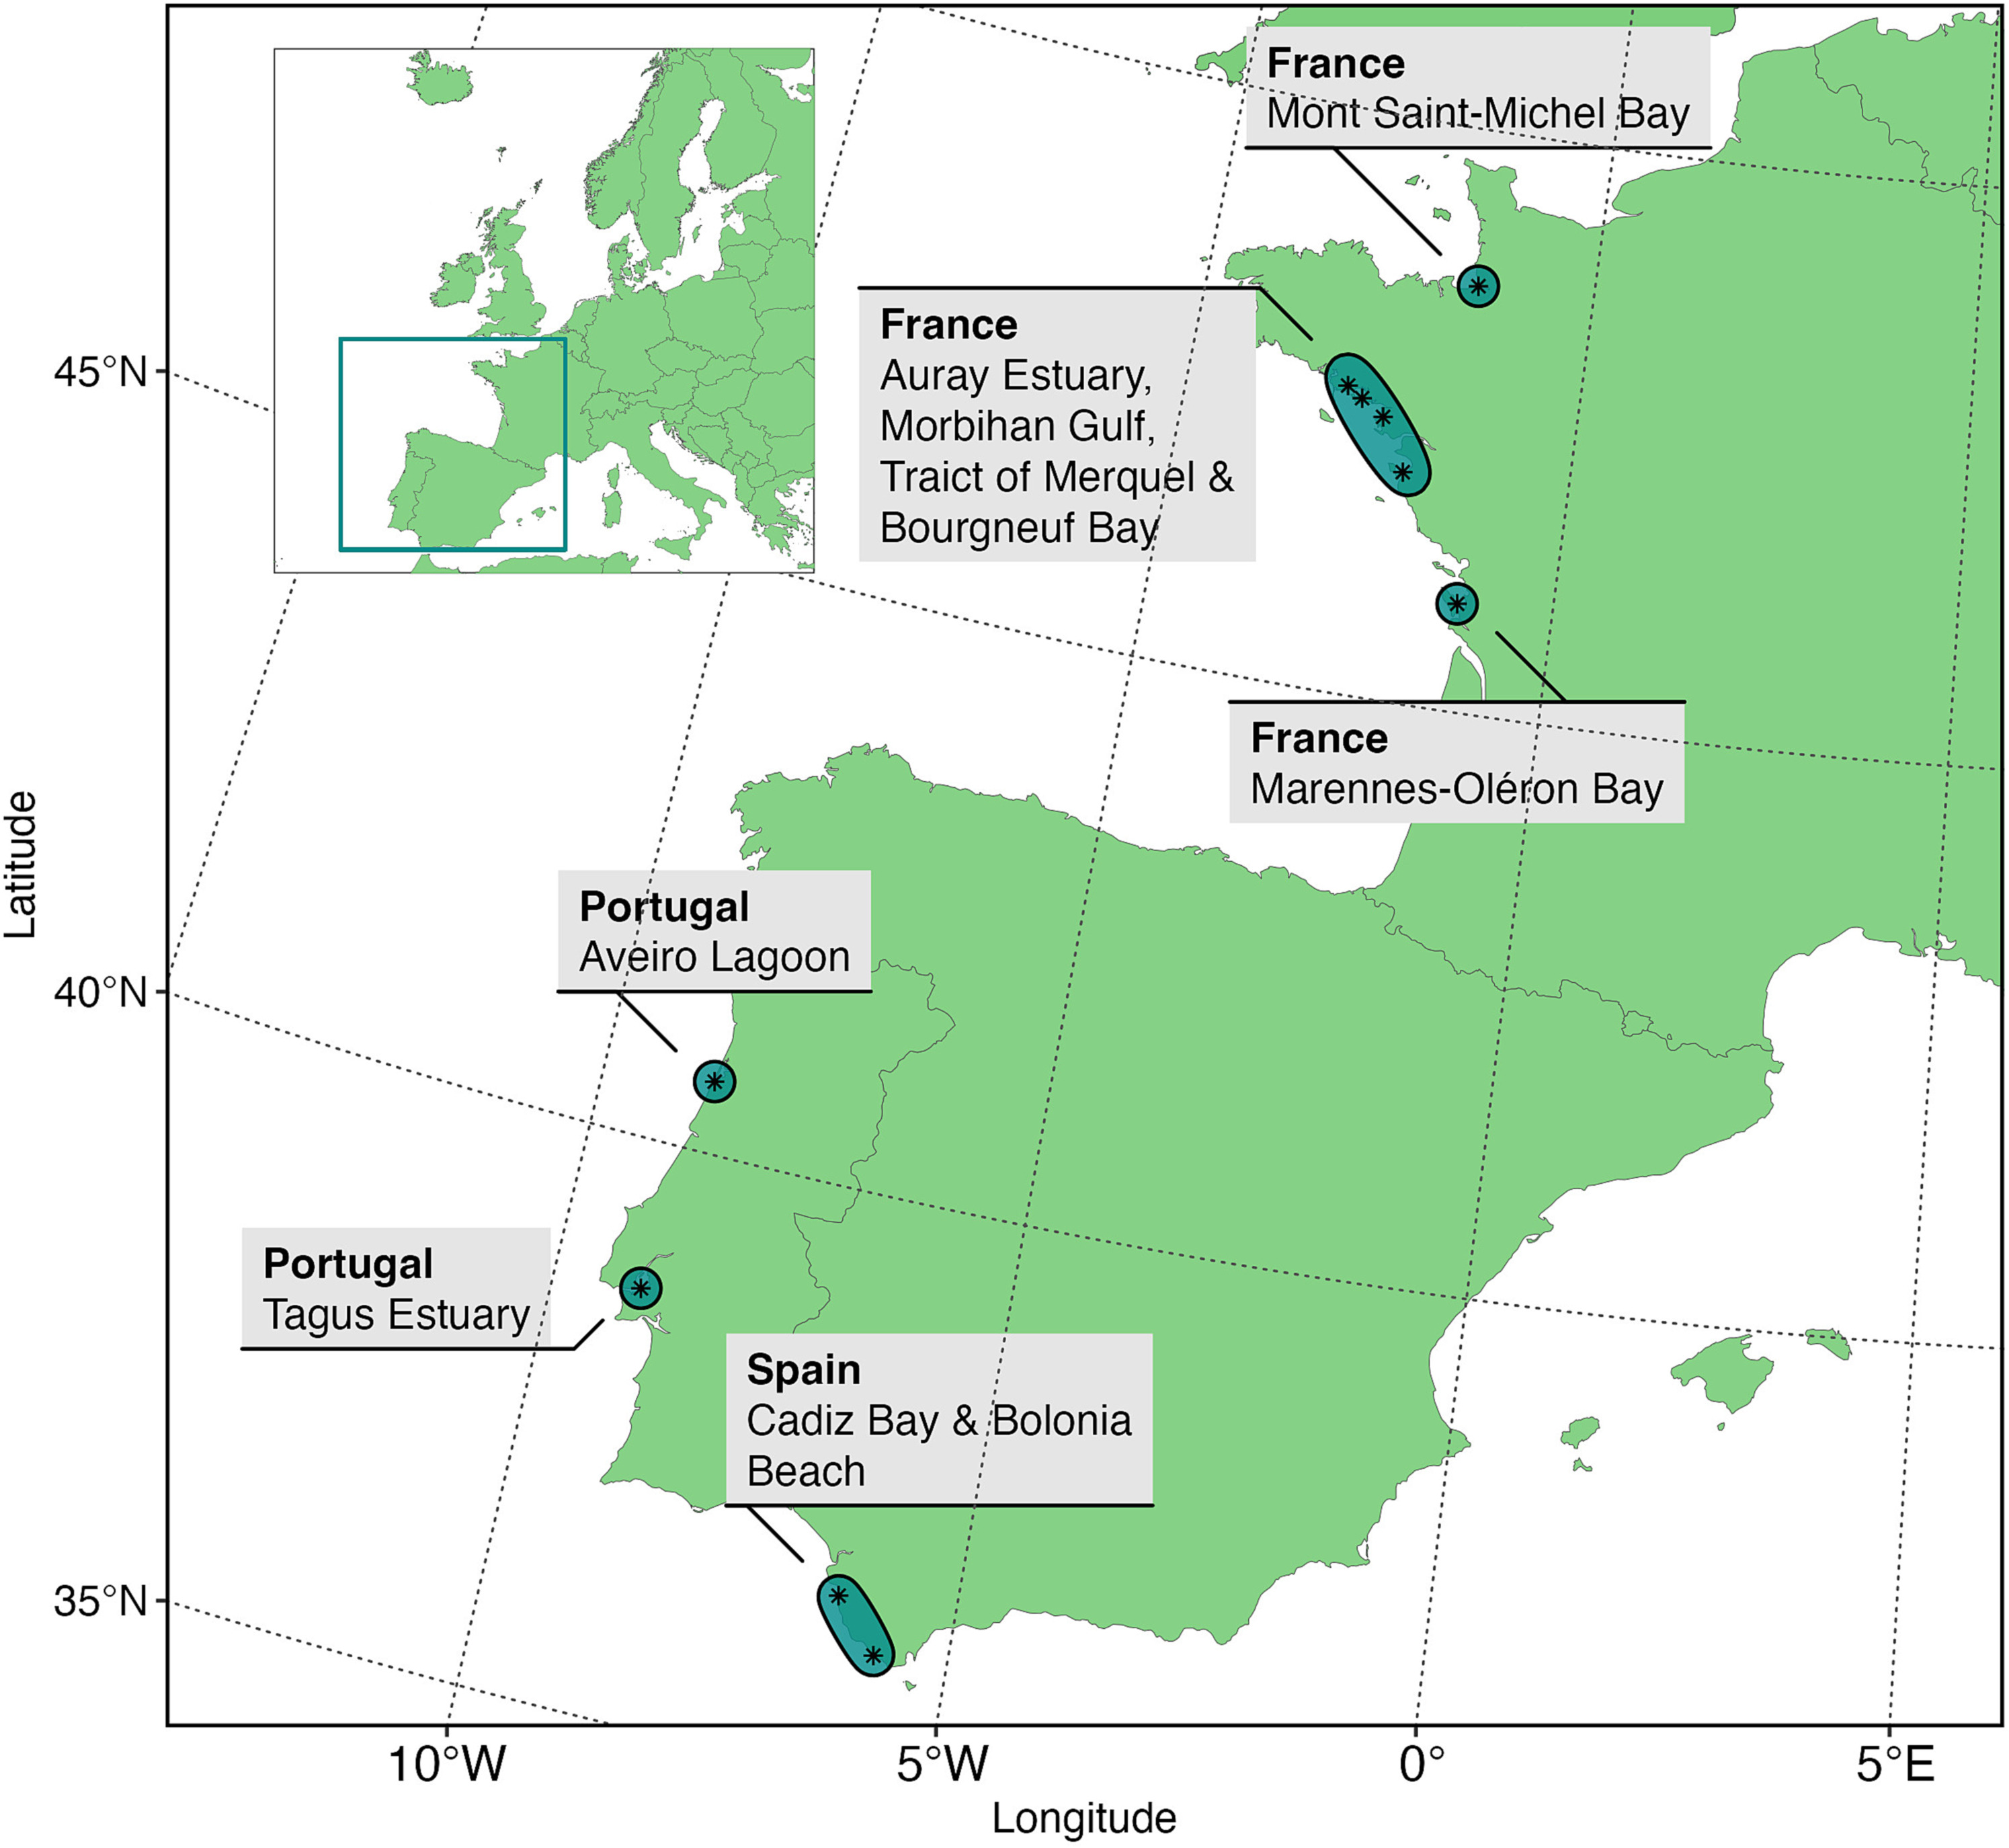 France
Mont Saint-Michel Bay
France
Auray Estuary,
Morbihan Gulf,
Traict of Merquel &
Bourgneuf Bay
France
Marennes-Oléron Bay
Portugal
Aveiro Lagoon
Portugal
Tagus Estuary
Spain
Cadiz Bay & Bolonia
Beach
45°N
40°N
35°N
Latitude
10°W
5°W
0°
5°E
Longitude